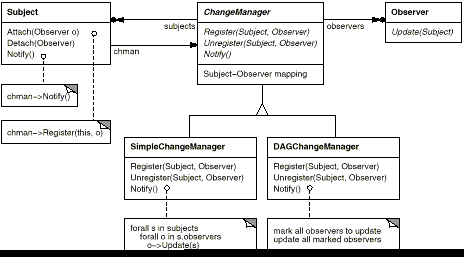 Subject
Attach(Observer o)
Detach(Observer)
Notify()
chman->Notify()
chman->Register(this, o)
subjects
chman
ChangeManager
Register(Subject, Observer)
Unregister(Subject, Observer)
Notify()
Subject-Observer mapping
observers
Observer
Update(Subject)
SimpleChangeManager
Register(Subject, Observer)
Unregister(Subject, Observer)
Notify()
forall s in subjects
forall o in s.observers
o->Update(s)
DAGChangeManager
Register(Subject, Observer)
Unregister(Subject, Observer)
Notify()
mark all observers to update
update all marked observers